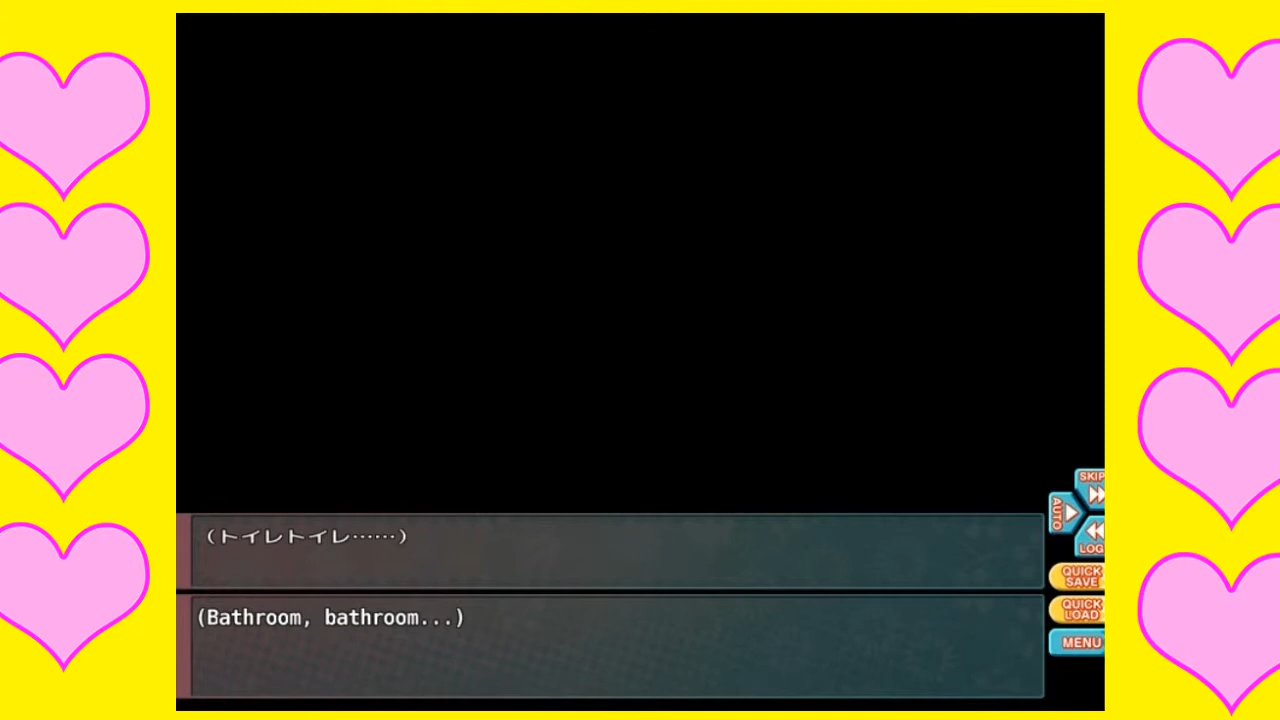 (トイレトイレ……)
(Bathroom, bathroom...)
SKIP
AUTO
LOG
QUICK
SAVE
QUICK
LOAD
MENU